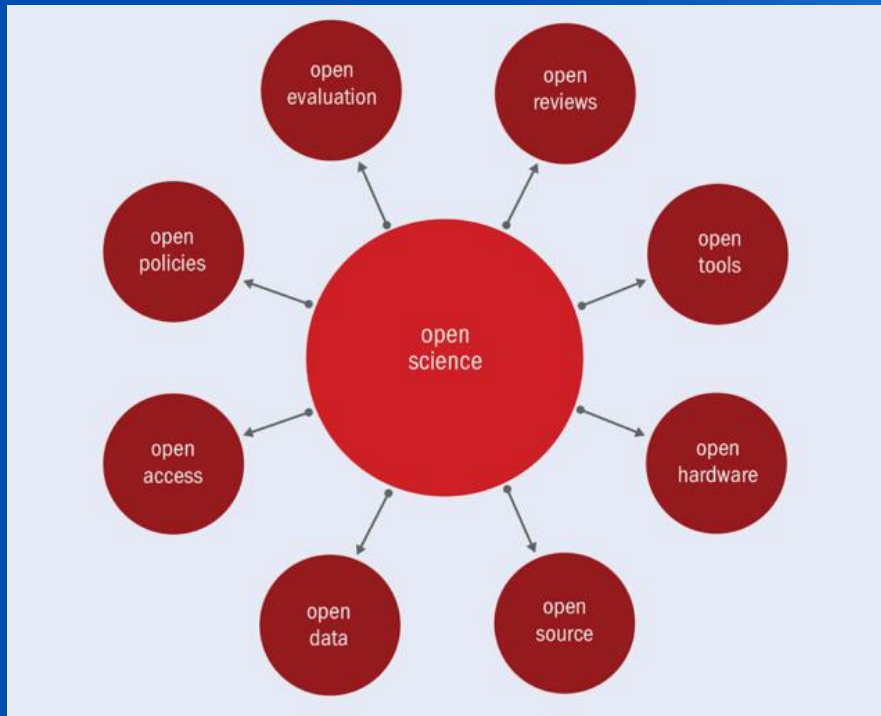 open
evaluation
open
reviews
open
policies
open
tools
open
science
open
access
open
hardware
open
data
open
source